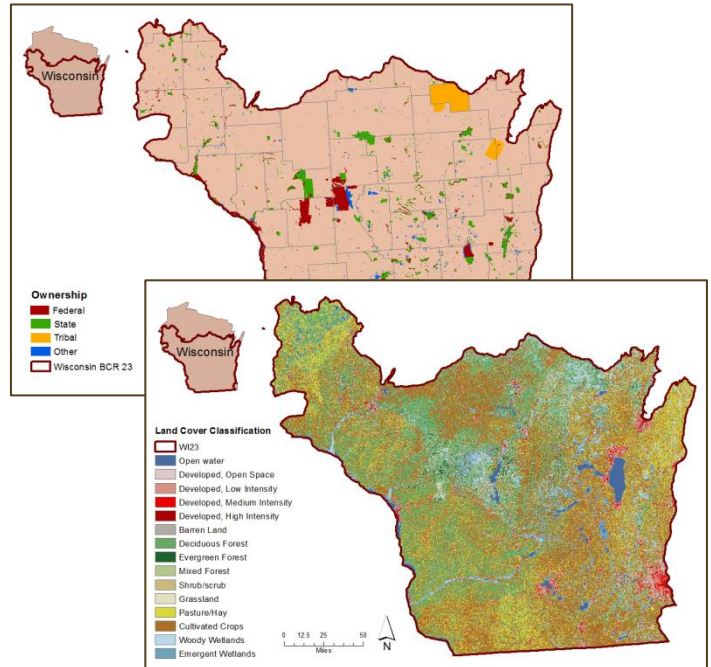 Wisconsin
Ownership
Federal
State
Tribal
Other
Wisconsin BCR 23
Wisconsin
Land Cover Classification
WI23
Open water
Developed, Open Space
Developed, Low Intensity
Developed, Medium Intensity
Developed, High Intensity
Barren Land
Deciduous Forest
Evergreen Forest
Mixed Forest
Shrub/scrub
Grassland
Pasture/Hay
Cultivated Crops
Woody Wetlands
Emergent Wetlands
0 12.5 25 50
Miles
N